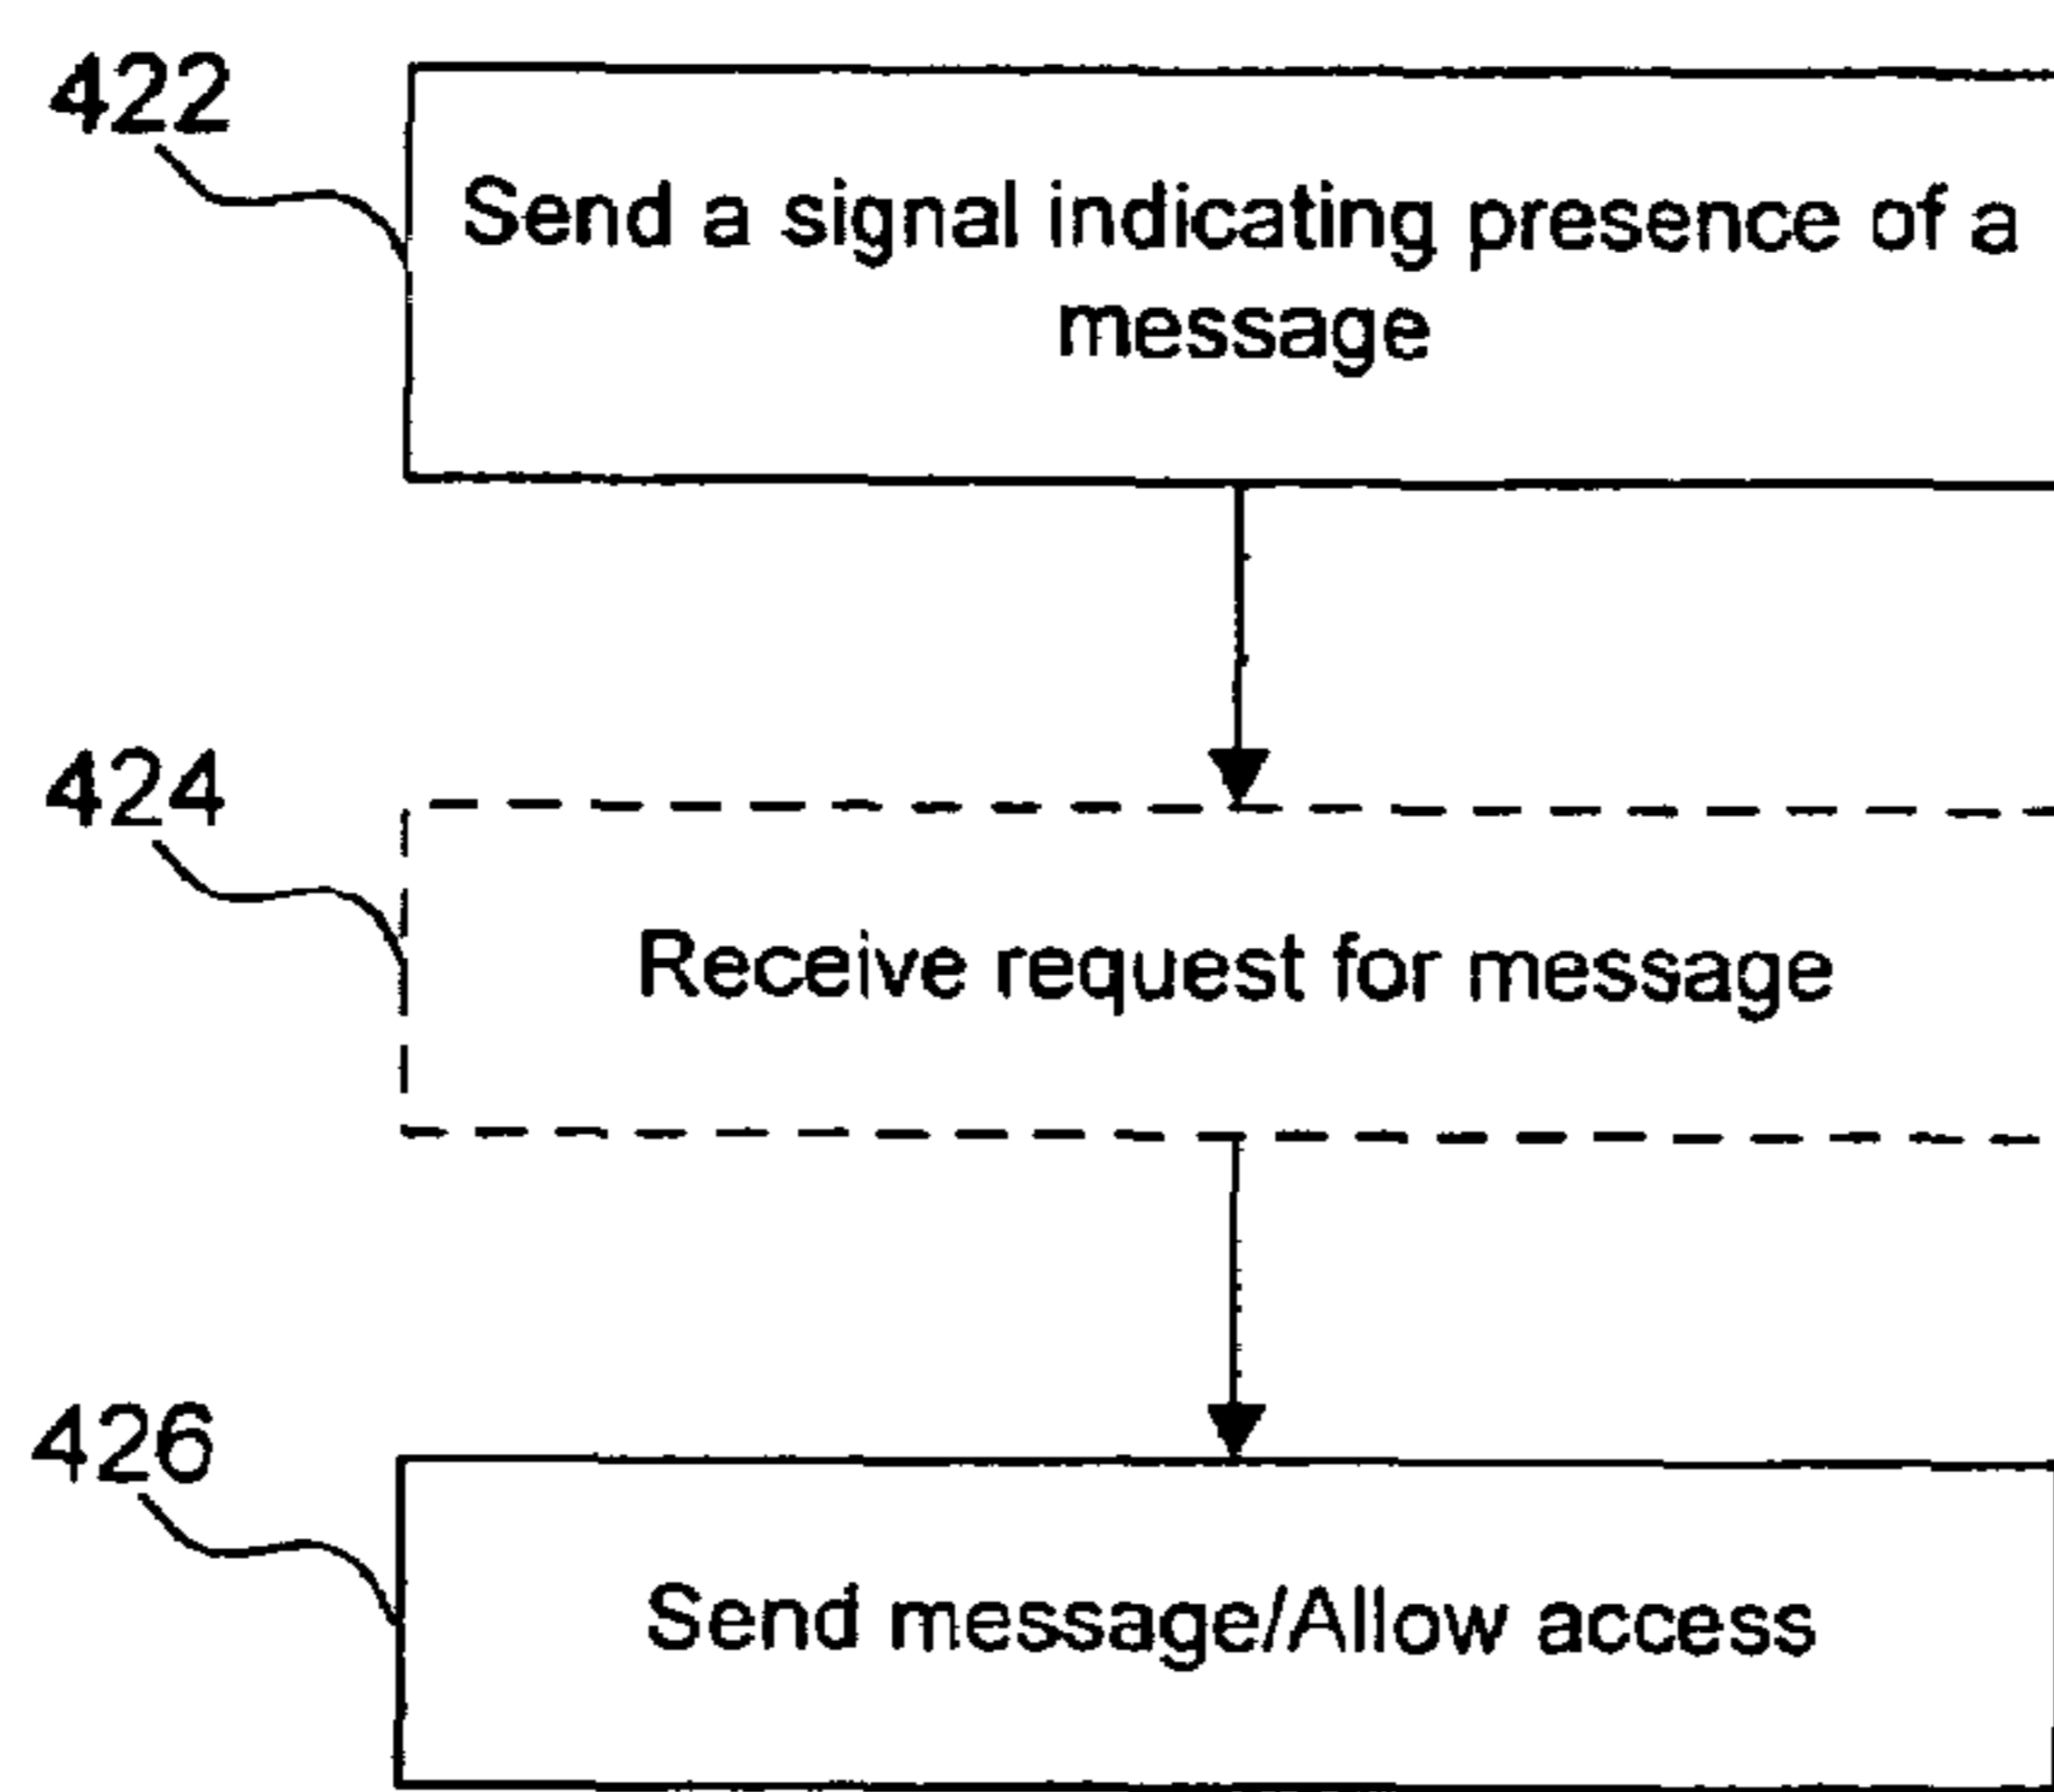 422
Send a signal indicating presence of a
message
424
Receive request for message
426
Send message/Allow access